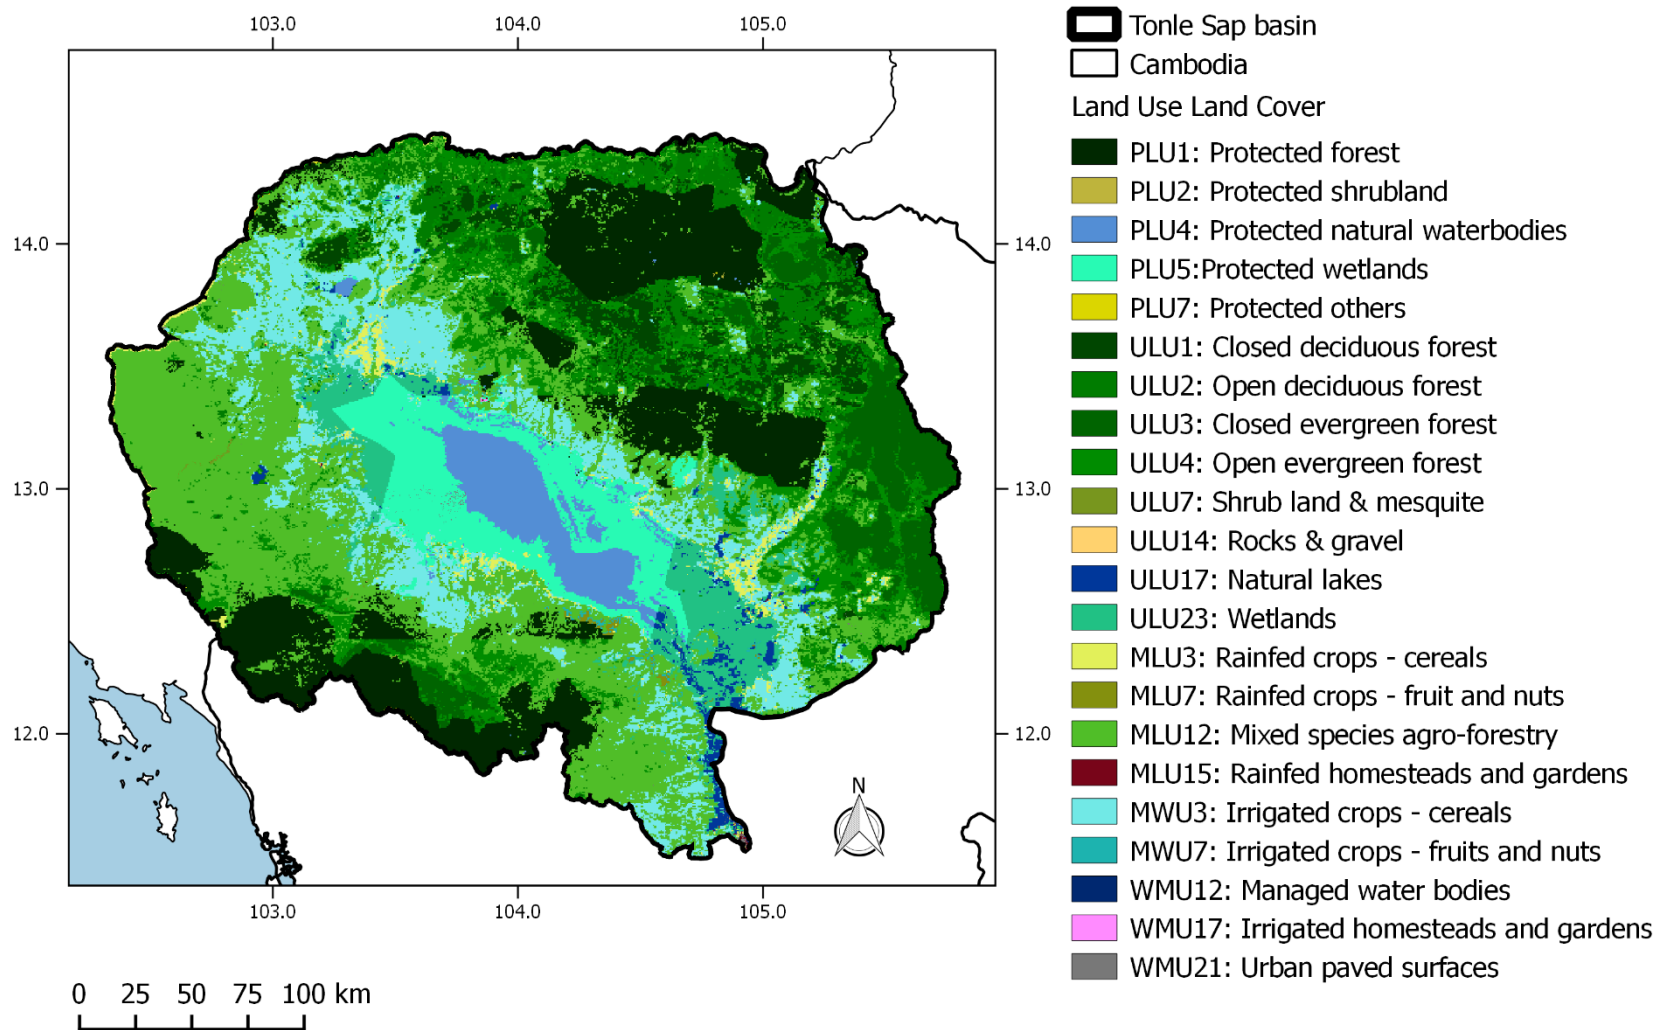 103.0 104.0 105.0
14.0 14.0
13.0 13.0
12.0 12.0
N
103.0 104.0 105.0
0 25 50 75 100 km
Tonle Sap basin
Cambodia
Land Use Land Cover
PLU1: Protected forest
PLU2: Protected shrubland
PLU4: Protected natural waterbodies
PLU5:Protected wetlands
PLU7: Protected others
ULU1: Closed deciduous forest
ULU2: Open deciduous forest
ULU3: Closed evergreen forest
ULU4: Open evergreen forest
ULU7: Shrub land & mesquite
ULU14: Rocks & gravel
ULU17: Natural lakes
ULU23: Wetlands
MLU3: Rainfed crops - cereals
MLU7: Rainfed crops - fruit and nuts
MLU12: Mixed species agro-forestry
MLU15: Rainfed homesteads and gardens
MWU3: Irrigated crops - cereals
MWU7: Irrigated crops - fruits and nuts
WMU12: Managed water bodies
WMU17: Irrigated homesteads and gardens
WMU21: Urban paved surfaces